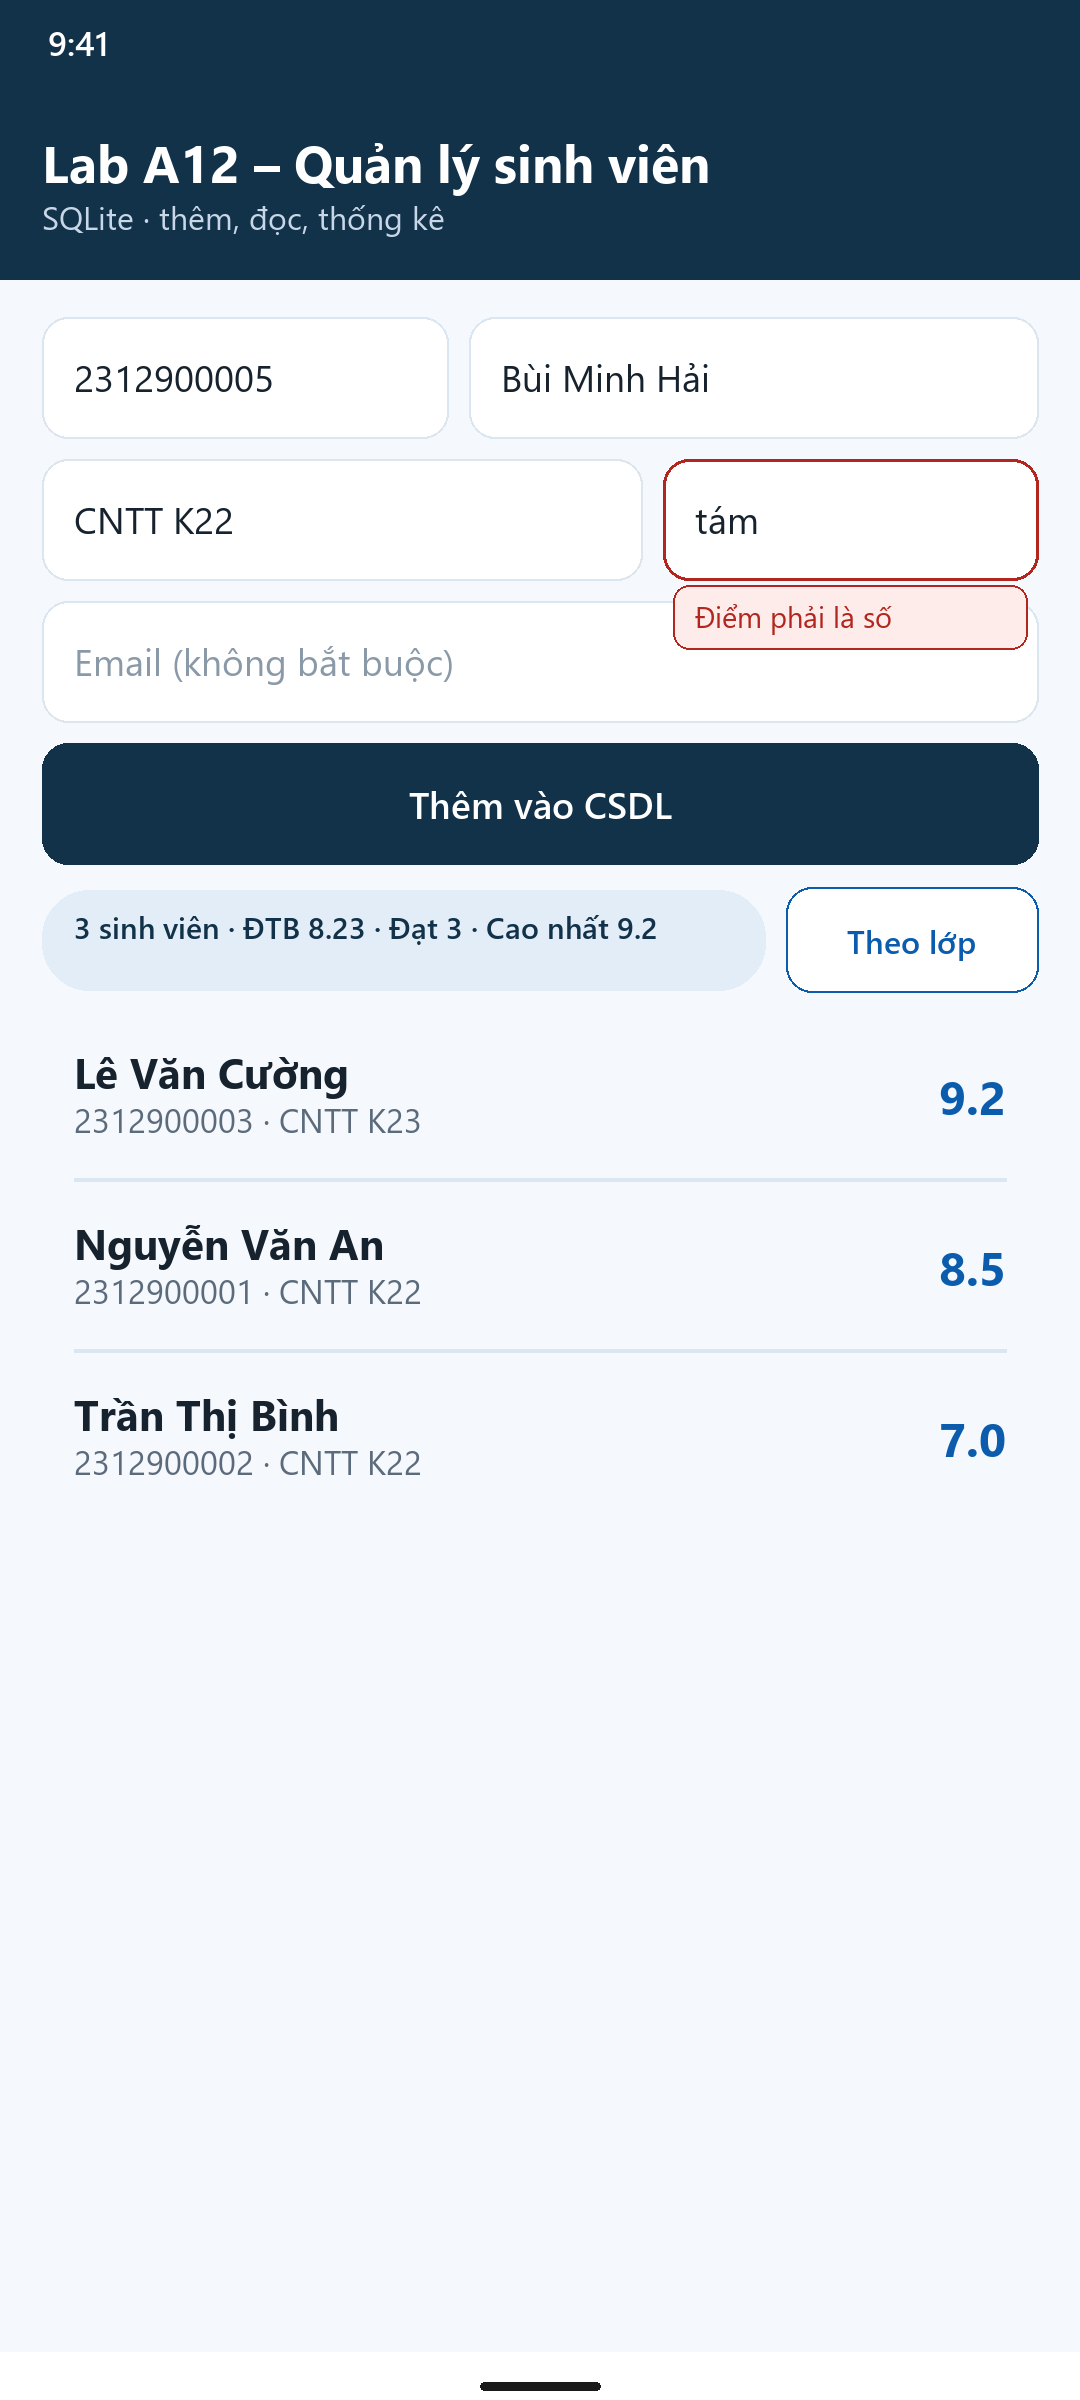 9:41
Lab A12 – Quản lý sinh viên
SQLite · thêm, đọc, thống kê
2312900005
Bùi Minh Hải
CNTT K22
tám
Điểm phải là số
Email (không bắt buộc)
Thêm vào CSDL
3 sinh viên · ĐTB 8.23 · Đạt 3 · Cao nhất 9.2
Theo lớp
Lê Văn Cường
2312900003 · CNTT K23
9.2
Nguyễn Văn An
2312900001 · CNTT K22
8.5
Trần Thị Bình
2312900002 · CNTT K22
7.0